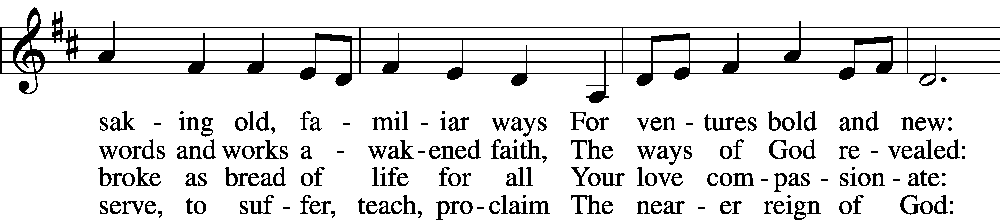 sak - ing old, fa - mil - iar ways For ven - tures bold and new:
words and works a - wak - ened faith, The ways of God re - vealed:
broke as bread of life for all Your love com - pas - sion - ate:
serve, to suf - fer, teach, pro - claim The near - er reign of God: